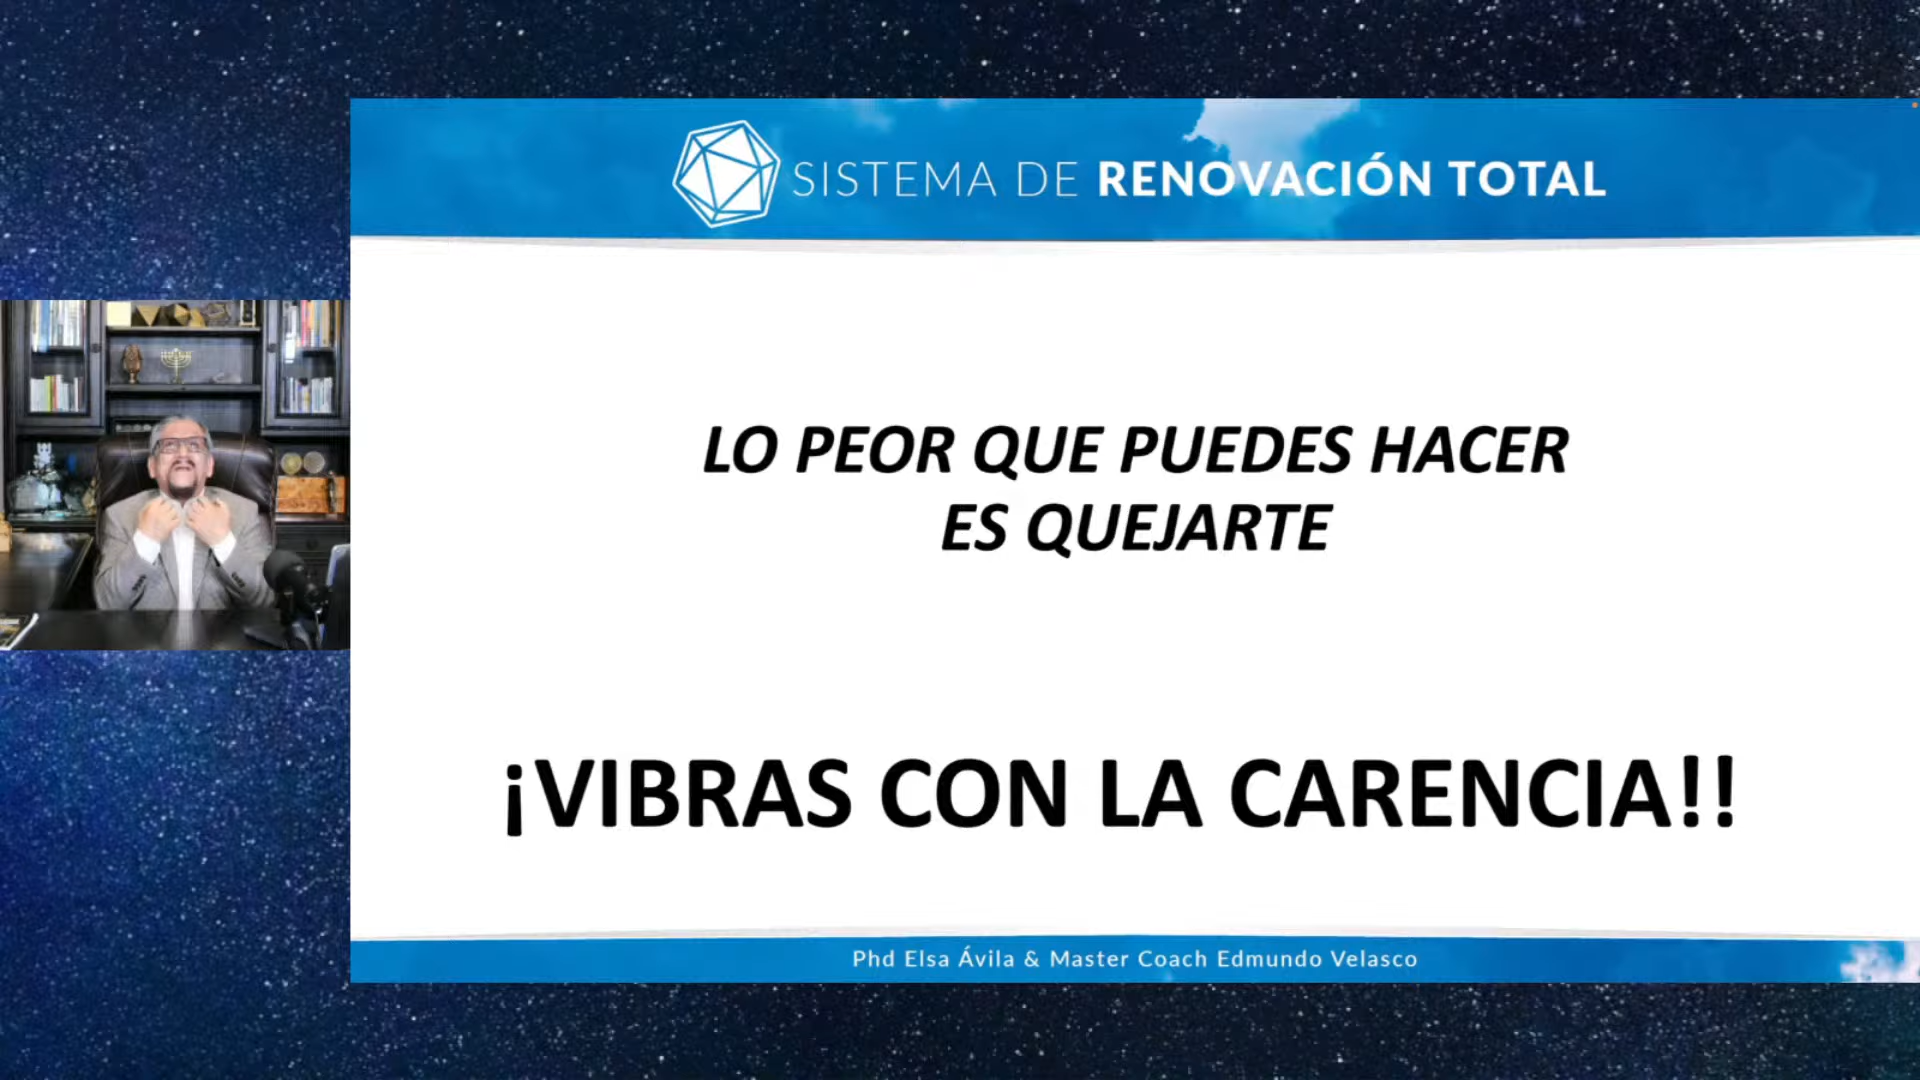 SISTEMA DE RENOVACIÓN TOTAL
LO PEOR QUE PUEDES HACER
ES QUEJARTE
¡VIBRAS CON LA CARENCIA!!
Phd Elsa Ávila & Master Coach Edmundo Velasco